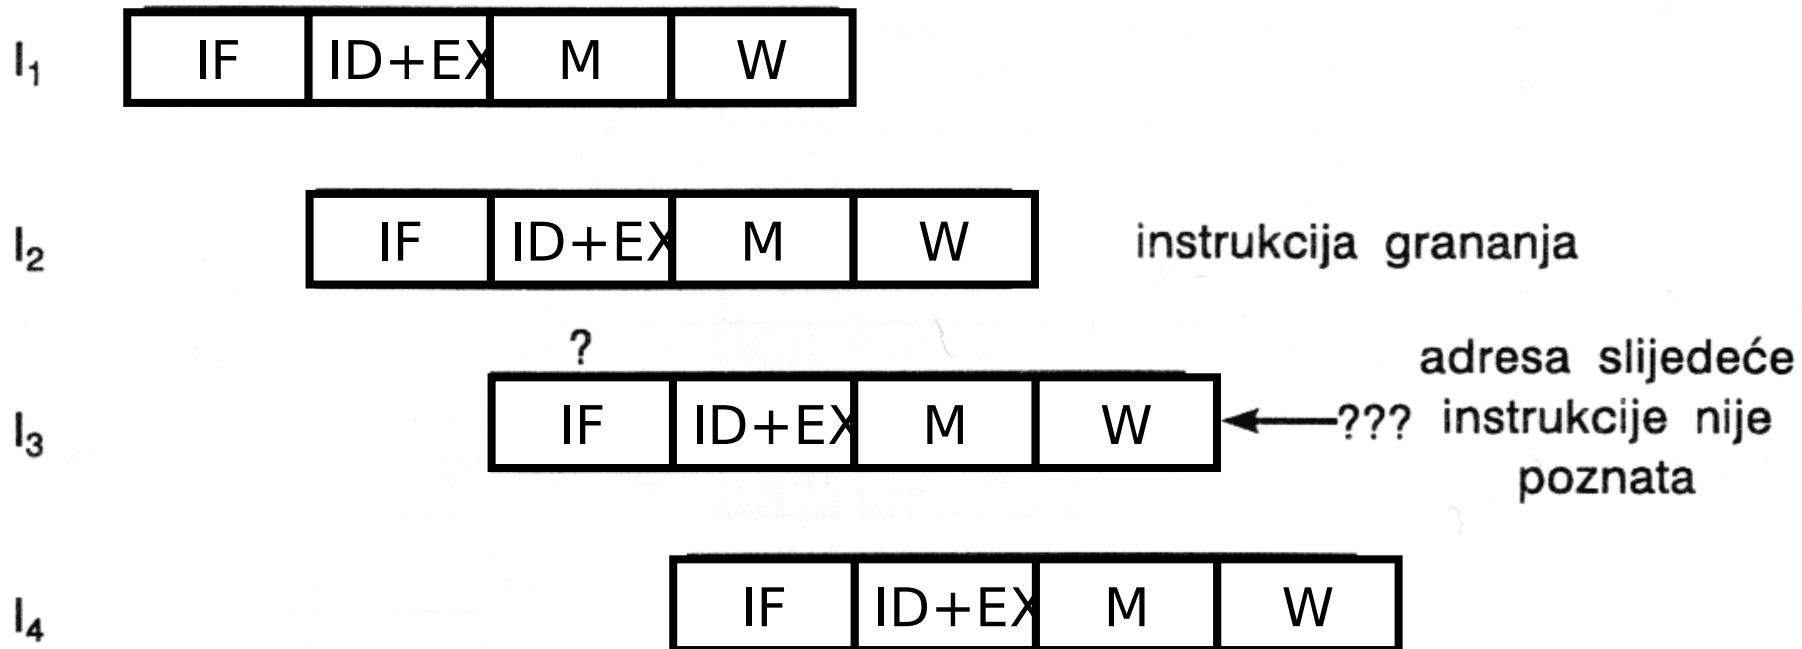 I1 IF ID+EX M W
I2 IF ID+EX M W instrukcija grananja
?
adresa slijedeće
I3 IF ID+EX M W ??? instrukcije nije
poznata
I4 IF ID+EX M W